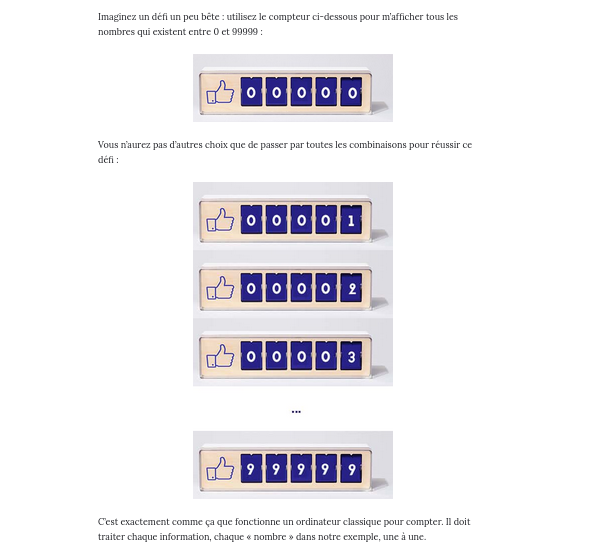 Imaginez un défi un peu bête : utilisez le compteur ci-dessous pour m'afficher tous les
nombres qui existent entre 0 et 99999 :
0 0 0 0 0
Vous n'aurez pas d'autres choix que de passer par toutes les combinaisons pour réussir ce
défi :
0 0 0 0 1
0 0 0 0 2
0 0 0 0 3
...
9 9 9 9 9
C'est exactement comme ça que fonctionne un ordinateur classique pour compter. Il doit
traiter chaque information, chaque « nombre » dans notre exemple, une à une.